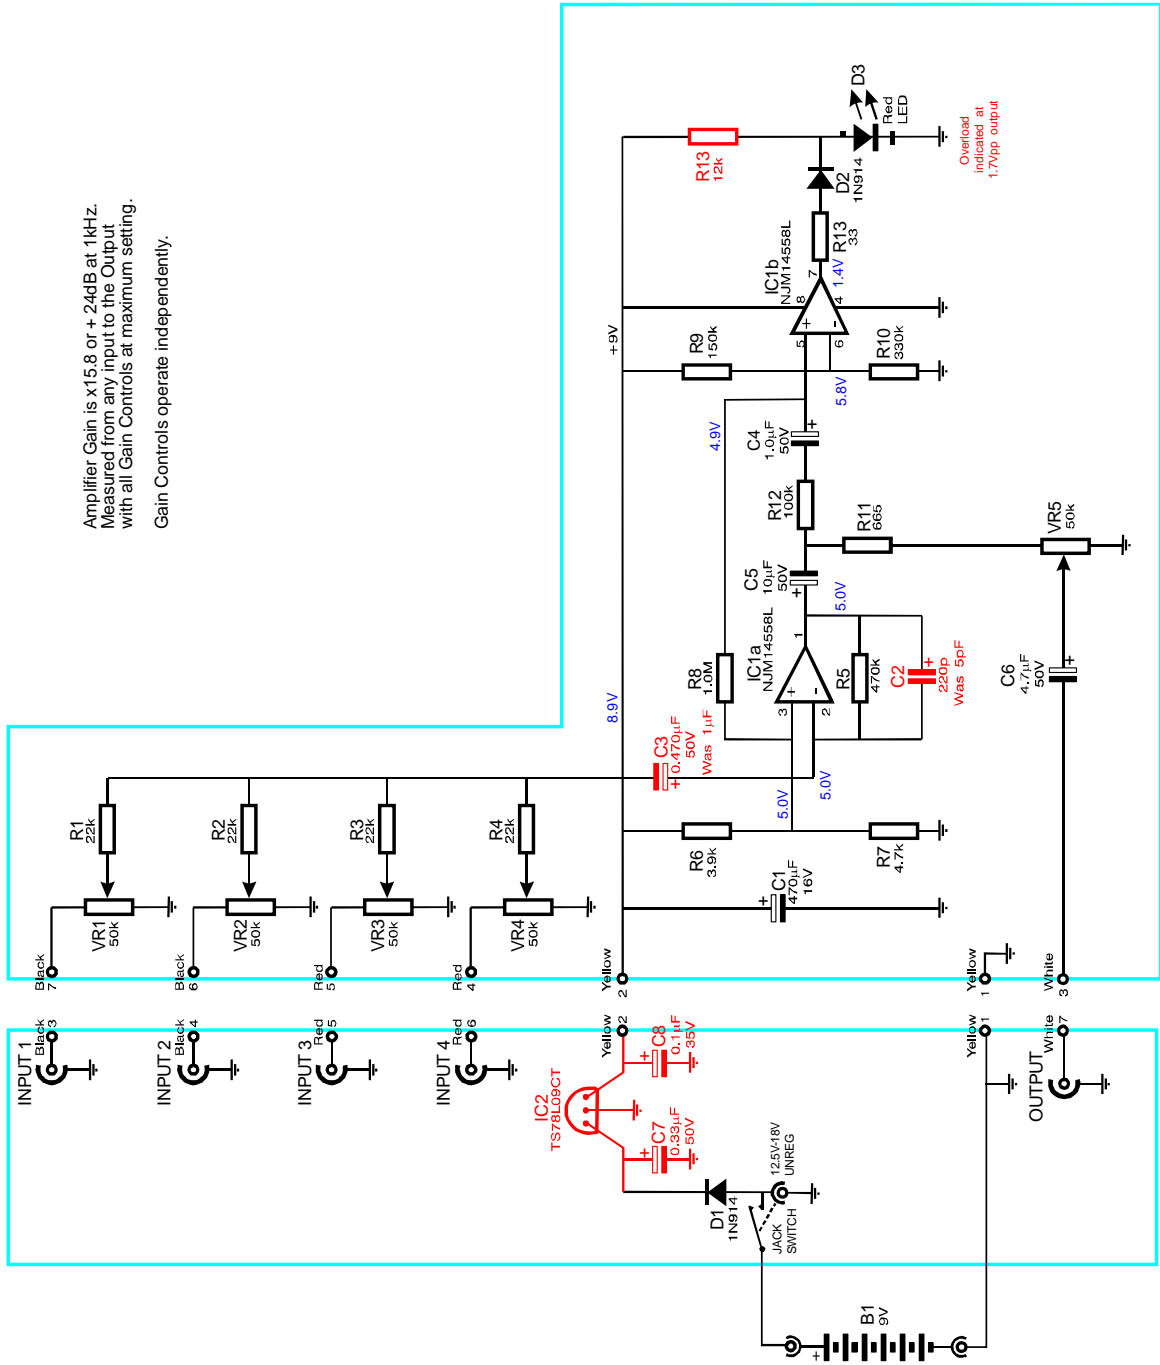 Amplifier Gain is x15.8 or + 24dB at 1kHz.
Measured from any input to the Output
with all Gain Controls at maximum setting.
Gain Controls operate independently.
INPUT 1
Black
3
Black
7
VR1
50k
R1
22k
INPUT 2
Black
4
Black
6
VR2
50k
R2
22k
INPUT 3
Red
5
Red
5
VR3
50k
R3
22k
INPUT 4
Red
6
Red
4
VR4
50k
R4
22k
IC2
TS78L09CT
Yellow
2
Yellow
2
8.9V
+9V
C7
0.33µF
50V
+
C8
0.1µF
35V
+
D1
1N914
JACK
SWITCH
12.5V-18V
UNREG
B1
9V
+
C1
470µF
16V
+
R6
3.9k
R7
4.7k
5.0V
5.0V
C3
0.470µF
50V
Was 1µF
+
R8
1.0M
4.9V
IC1a
NJM14558L
3
2
1
+
-
R5
470k
C2
220p
Was 5pF
+
5.0V
C5
10µF
50V
+
R12
100k
R11
665
C4
1.0µF
50V
+
R9
150k
R10
330k
5.8V
IC1b
NJM14558L
5
6
7
8
4
+
-
1.4V
R13
33
D2
1N914
R13
12k
D3
Red
LED
Overload
indicated at
1.7Vpp output
Yellow
1
Yellow
1
OUTPUT
White
7
White
3
C6
4.7µF
50V
+
VR5
50k